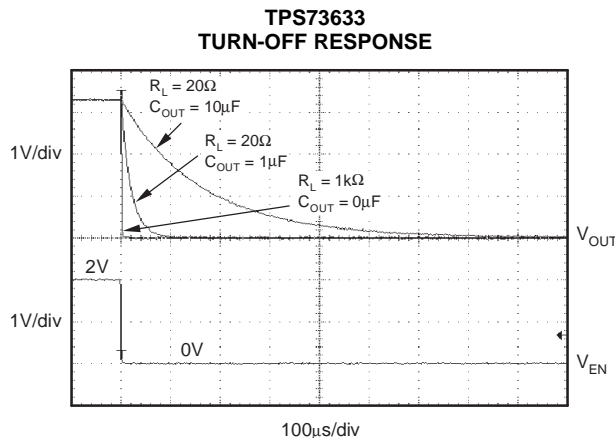 TPS73633
TURN-OFF RESPONSE
R_L = 20Ω
C_OUT = 10μF
R_L = 20Ω
C_OUT = 1μF
1V/div
R_L = 1kΩ
C_OUT = 0μF
V_OUT
2V
1V/div
0V
V_EN
100μs/div